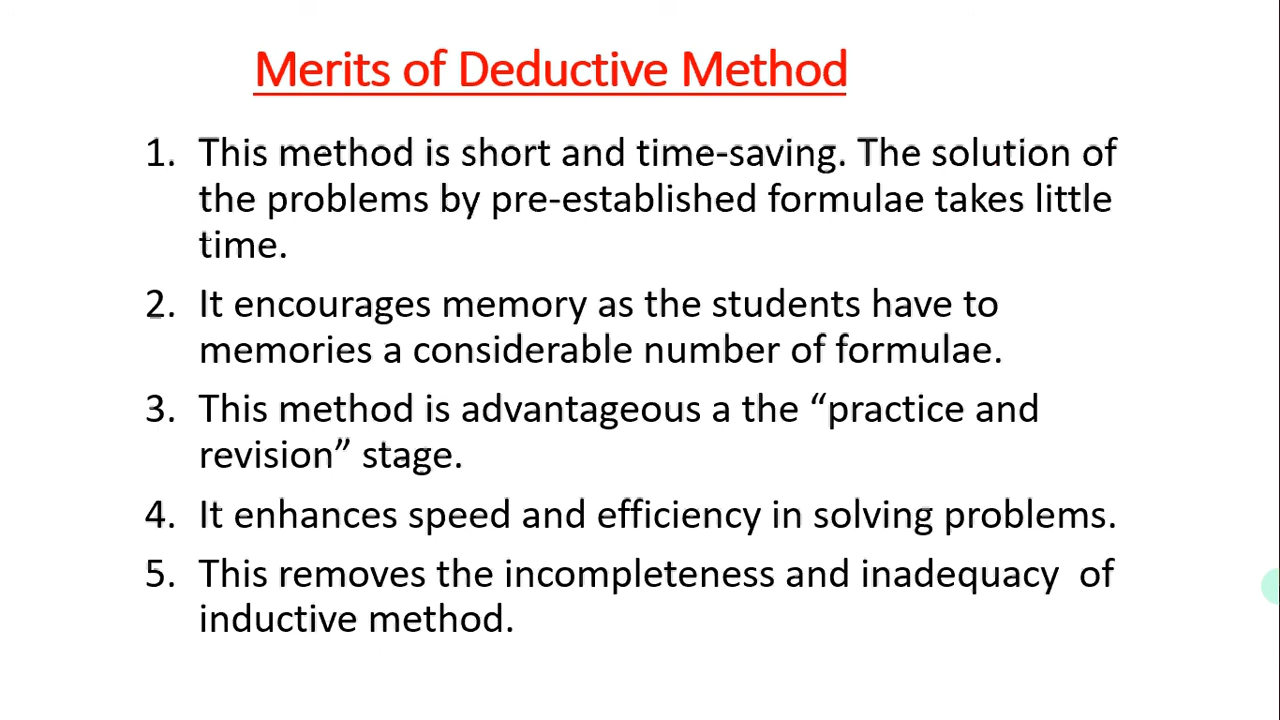 Merits of Deductive Method
1. This method is short and time-saving. The solution of
the problems by pre-established formulae takes little
time.
2. It encourages memory as the students have to
memories a considerable number of formulae.
3. This method is advantageous a the “practice and
revision” stage.
4. It enhances speed and efficiency in solving problems.
5. This removes the incompleteness and inadequacy  of
inductive method.